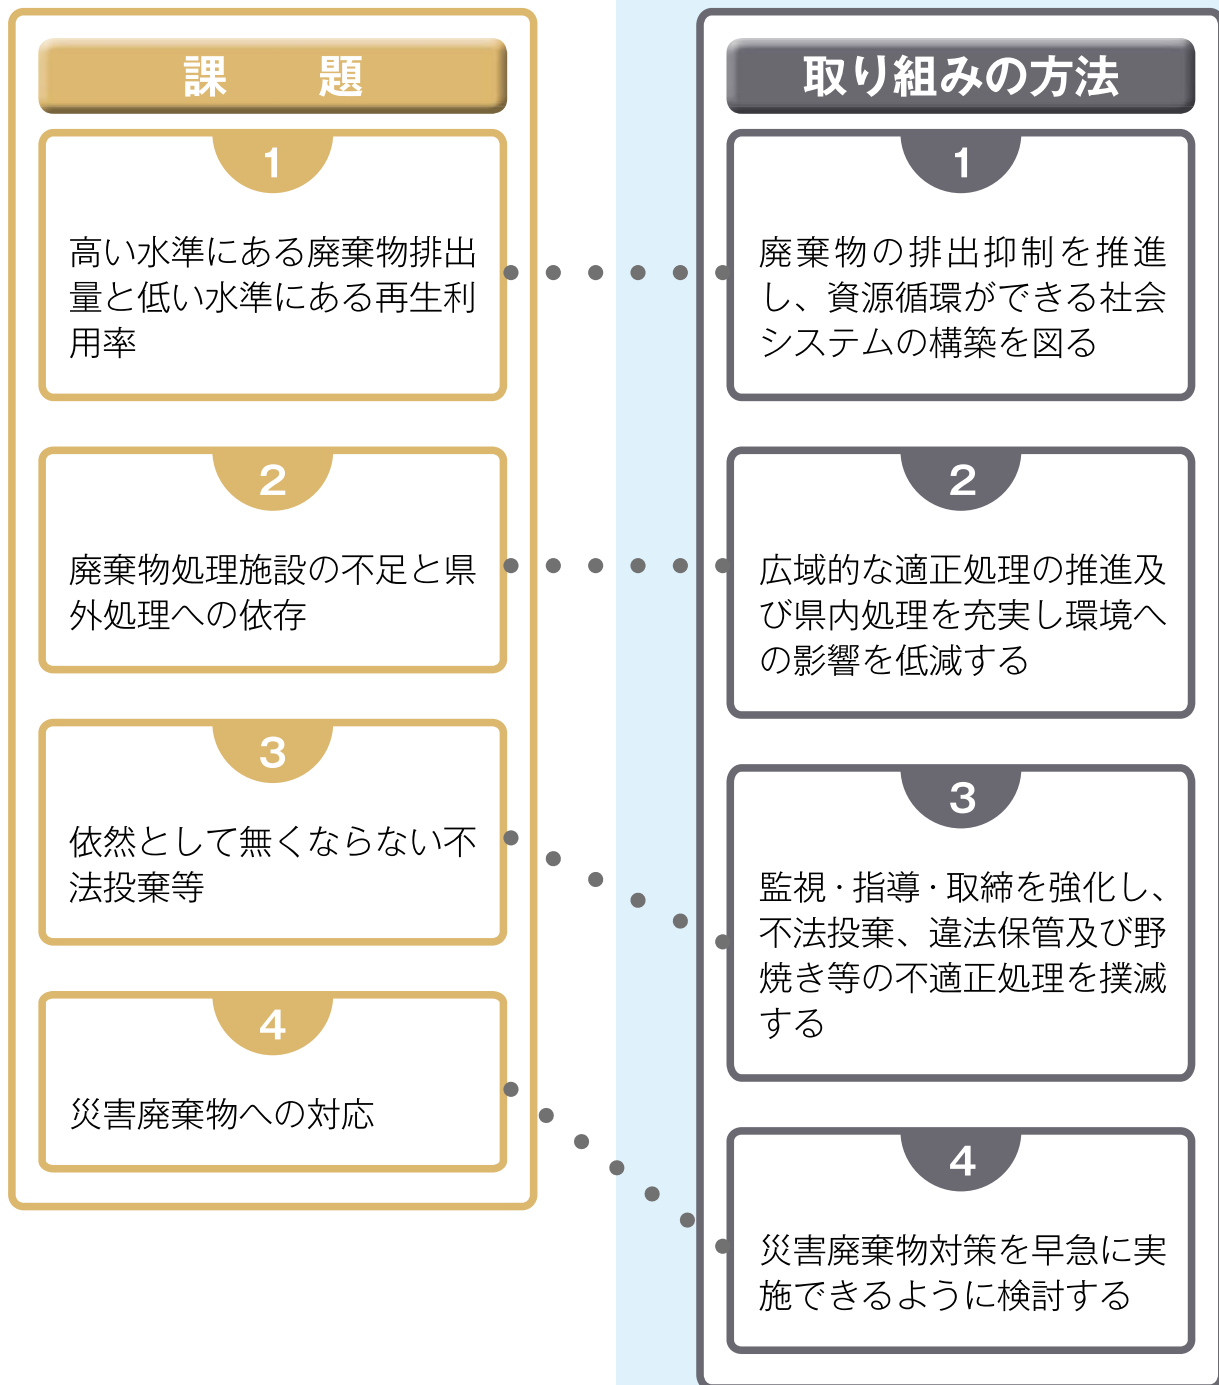 課　題
1
高い水準にある廃棄物排出
量と低い水準にある再生利
用率
2
廃棄物処理施設の不足と県
外処理への依存
3
依然として無くならない不
法投棄等
4
災害廃棄物への対応
取り組みの方法
1
廃棄物の排出抑制を推進
し、資源循環ができる社会
システムの構築を図る
2
広域的な適正処理の推進及
び県内処理を充実し環境へ
の影響を低減する
3
監視・指導・取締を強化し、
不法投棄、違法保管及び野
焼き等の不適正処理を撲滅
する
4
災害廃棄物対策を早急に実
施できるように検討する